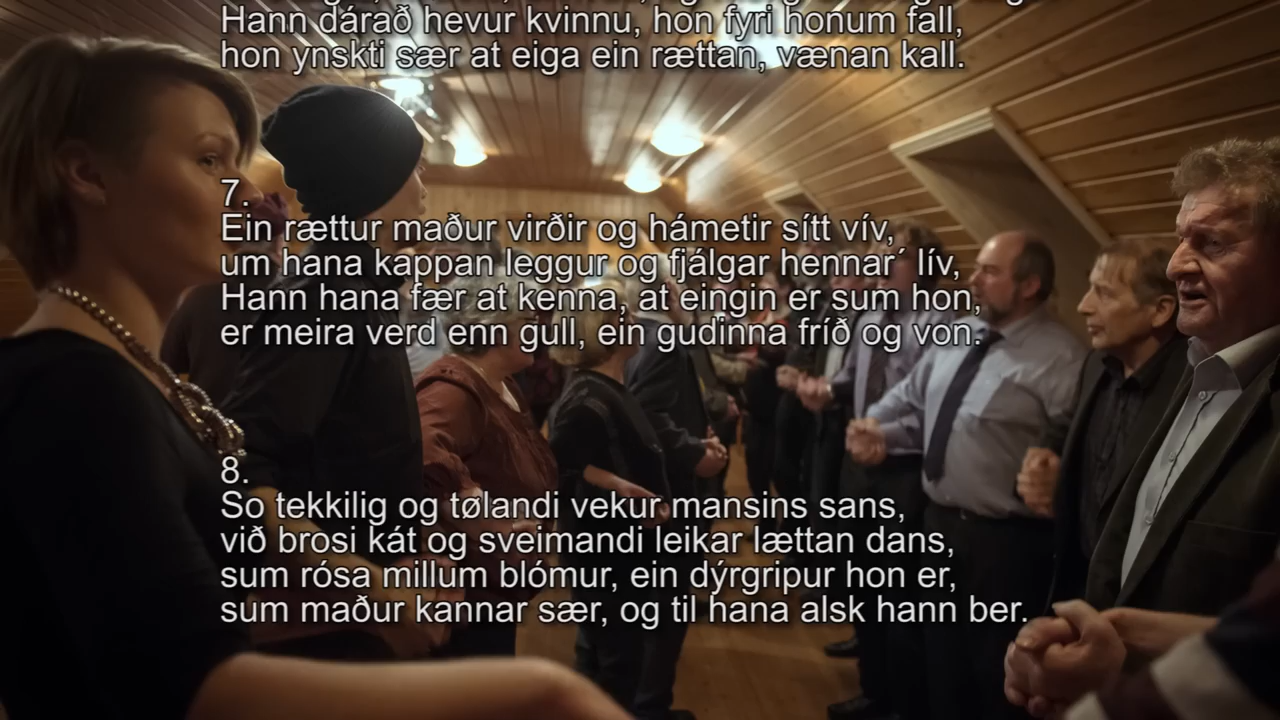 Hann dárað hevur kvinnu, hon fyri honum fall,
hon ynskti sær at eiga ein rættan, vænan kall.
7.
Ein rættur maður virðir og hámetir sítt vív,
um hana kappan leggur og fjálgar hennar´ lív,
Hann hana fær at kenna, at eingin er sum hon,
er meira verd enn gull, ein gudinna fríð og von.
8.
So tekkilig og tølandi vekur mansins sans,
við brosi kát og sveimandi leikar lættan dans,
sum rósa millum blómur, ein dýrgripur hon er,
sum maður kannar sær, og til hana alsk hann ber.